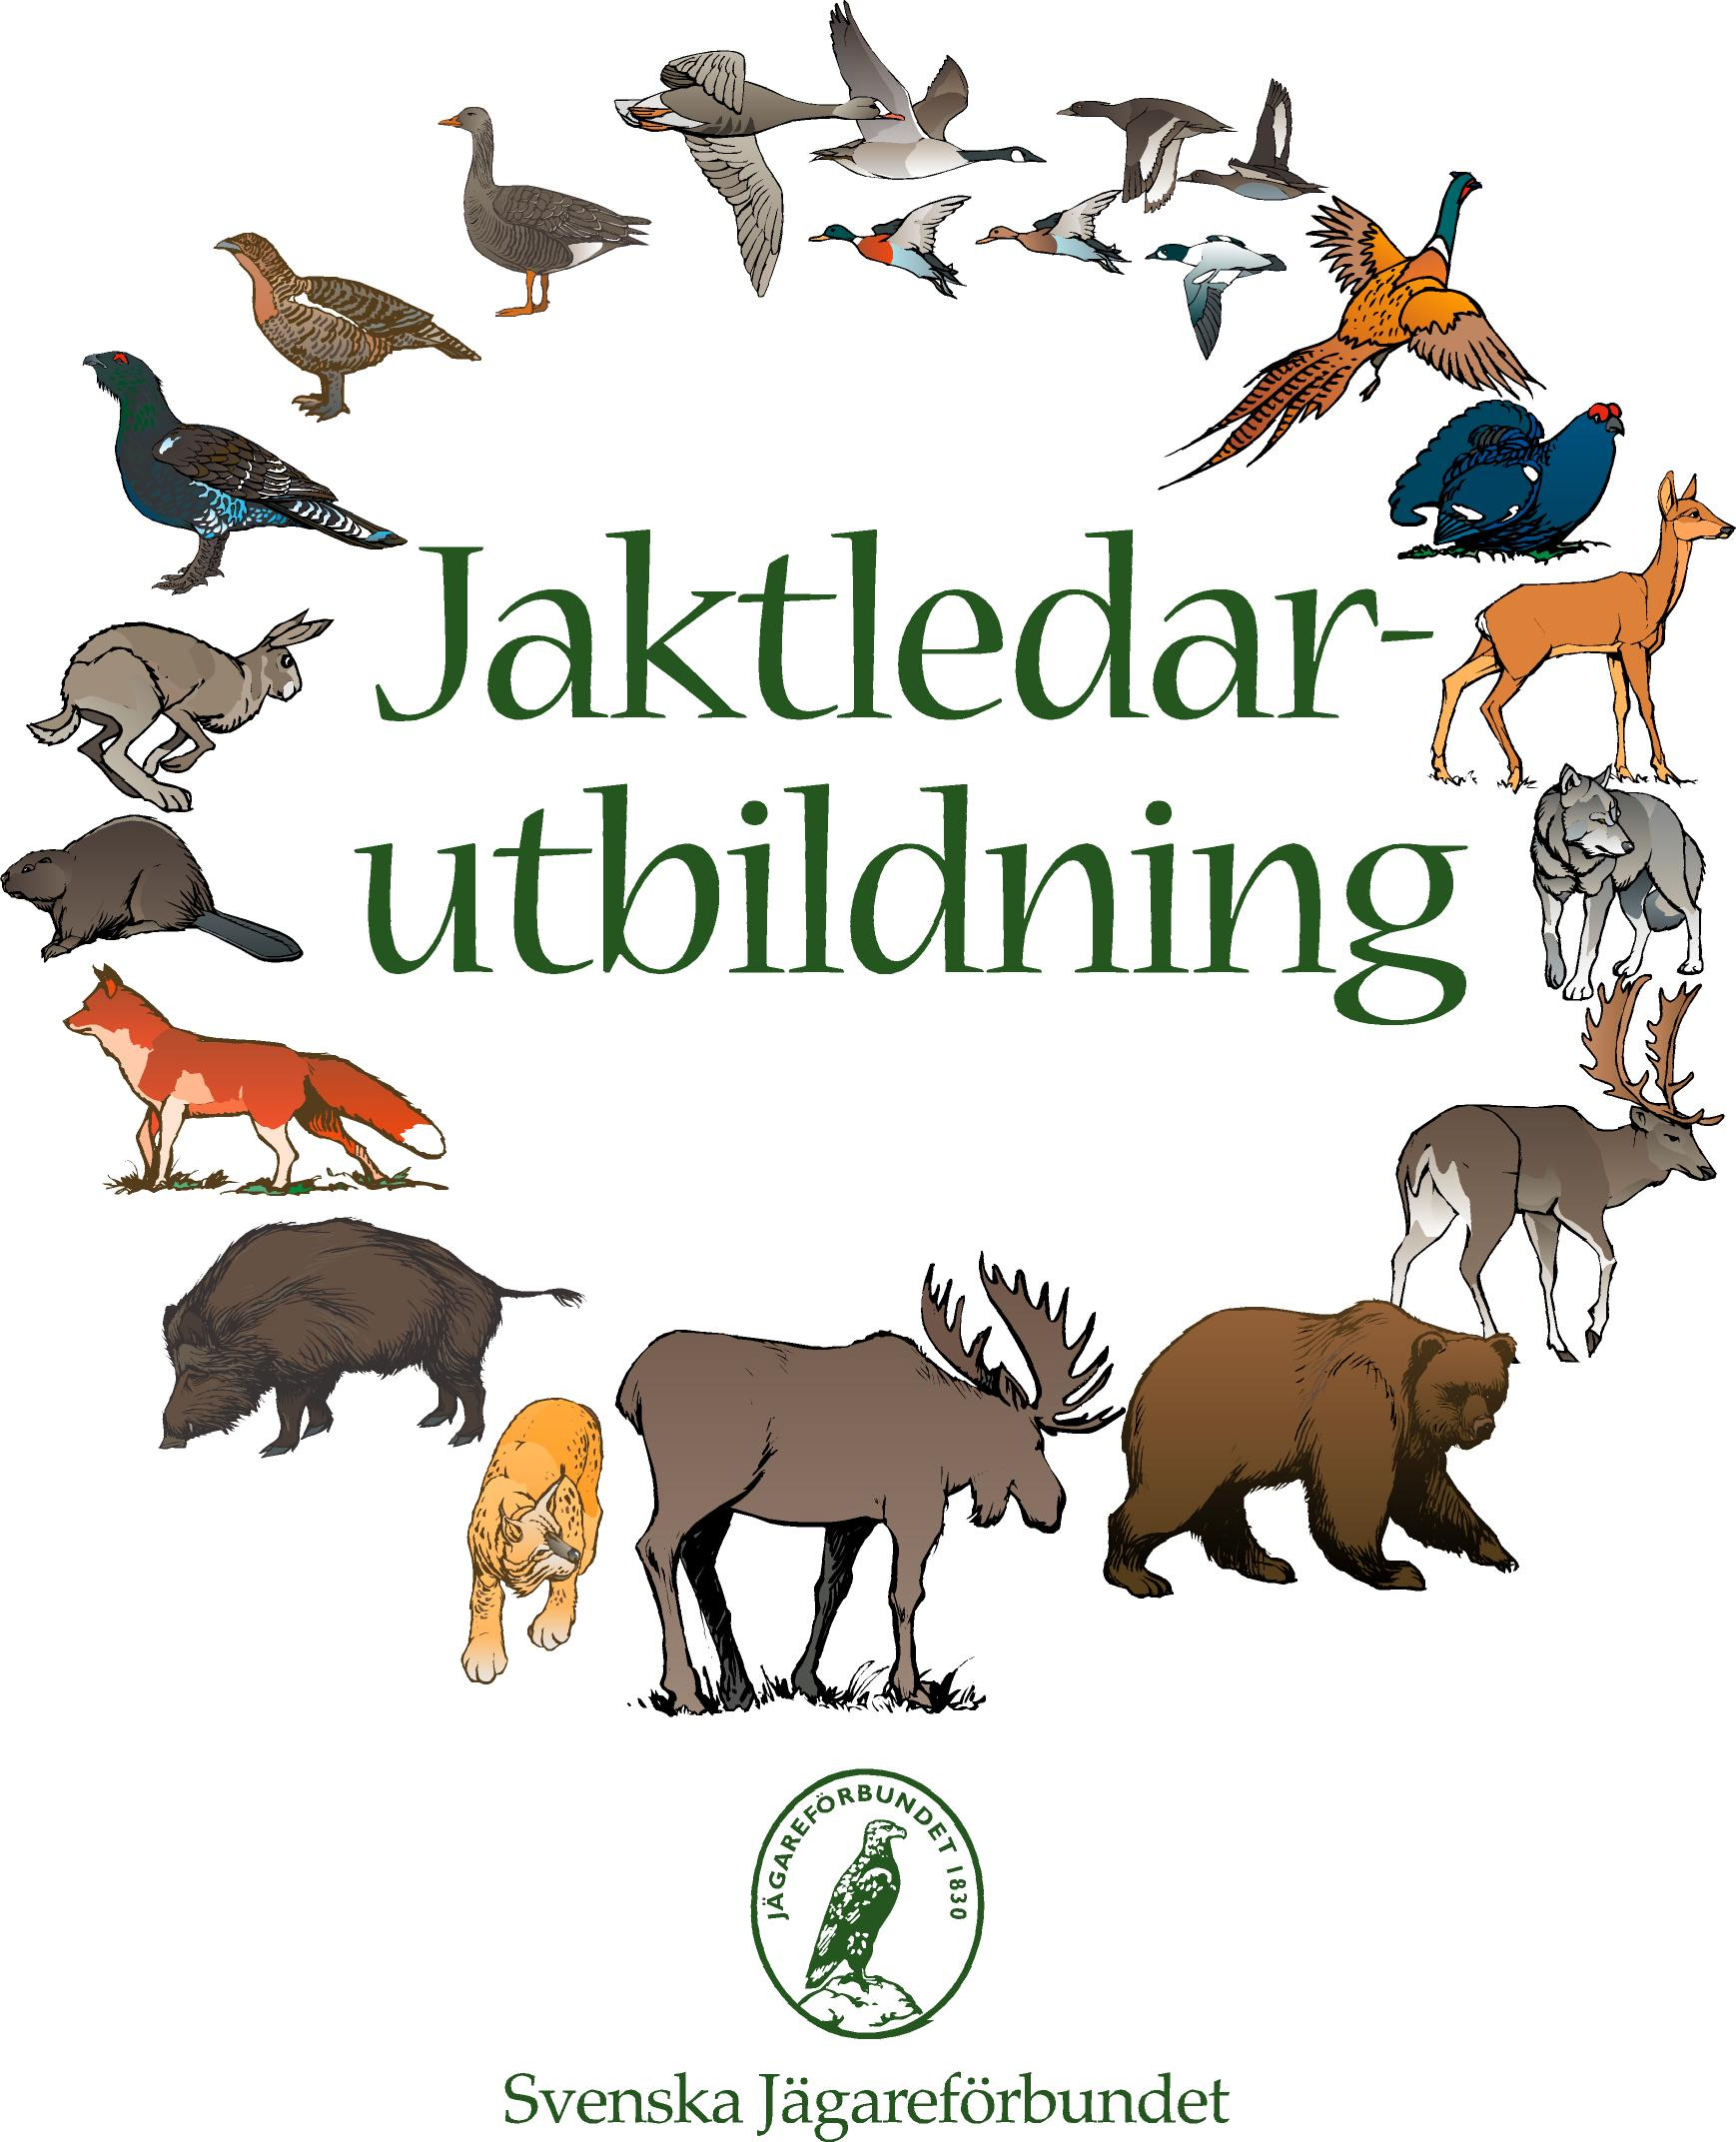 Jaktledar-
utbildning
JÄGAREFÖRBUNDET 1830
Svenska Jägareförbundet